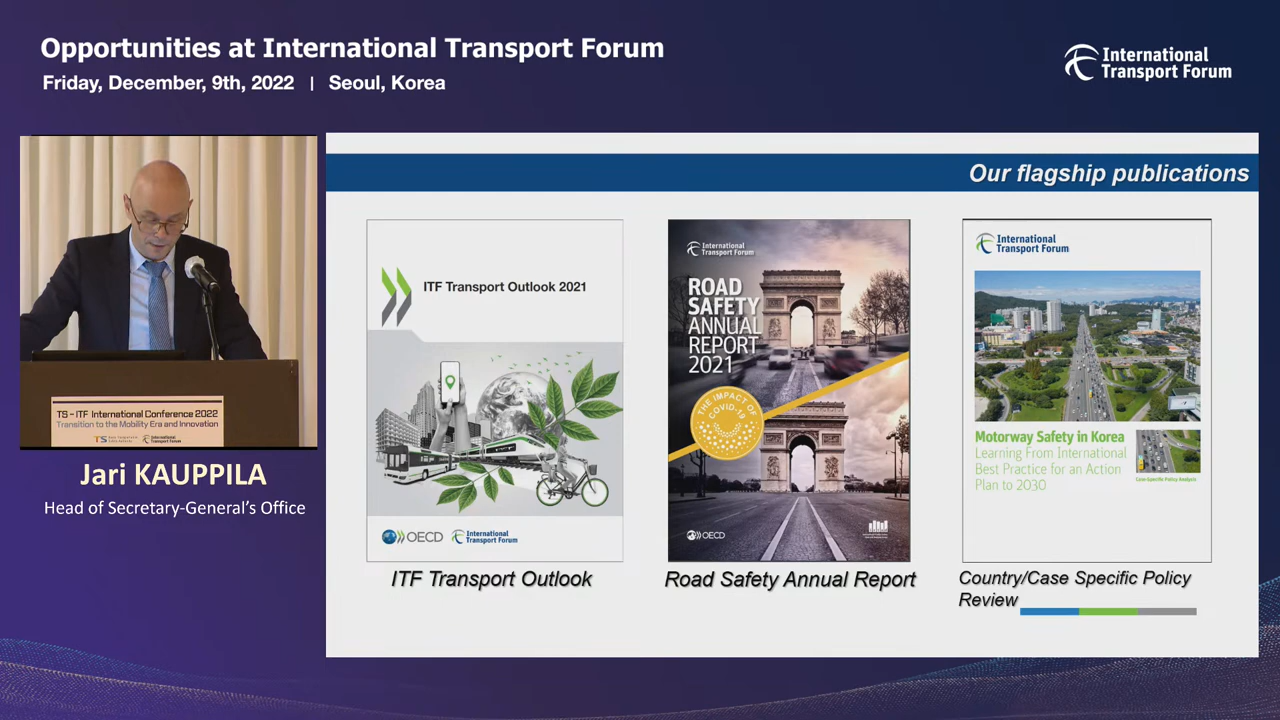 Opportunities at International Transport Forum
Friday, December, 9th, 2022 | Seoul, Korea
International
Transport Forum
Our flagship publications
ITF Transport Outlook 2021
OECD
International
Transport Forum
ITF Transport Outlook
International
Transport Forum
ROAD
SAFETY
ANNUAL
REPORT
2021
THE IMPACT OF
COVID-19
OECD
Road Safety Annual Report
International
Transport Forum
Motorway Safety in Korea
Learning From International
Best Practice for an Action
Plan to 2030
Case-Specific Policy Analysis
Country/Case Specific Policy
Review
TS - ITF International Conference 2022
Transition to the Mobility Era and Innovation
TS
International
Transport Forum
Jari KAUPPILA
Head of Secretary-General's Office